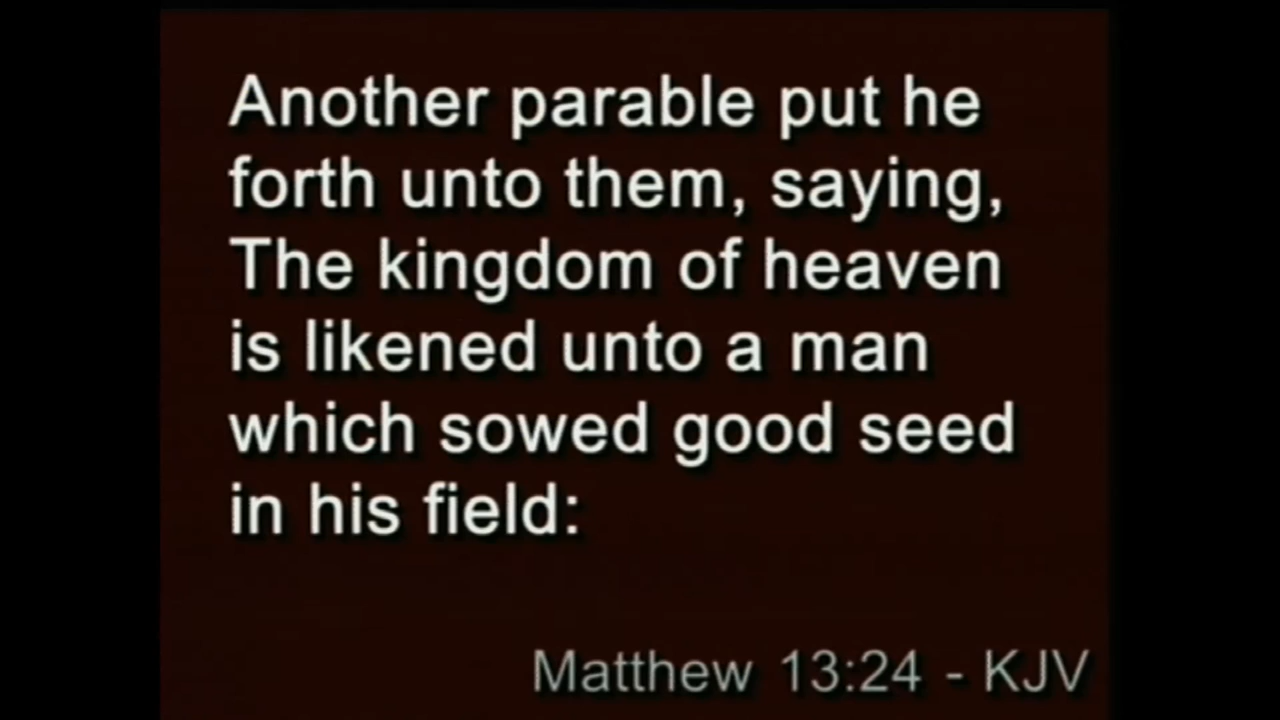 Another parable put he
forth unto them, saying,
The kingdom of heaven
is likened unto a man
which sowed good seed
in his field:
Matthew 13:24 - KJV